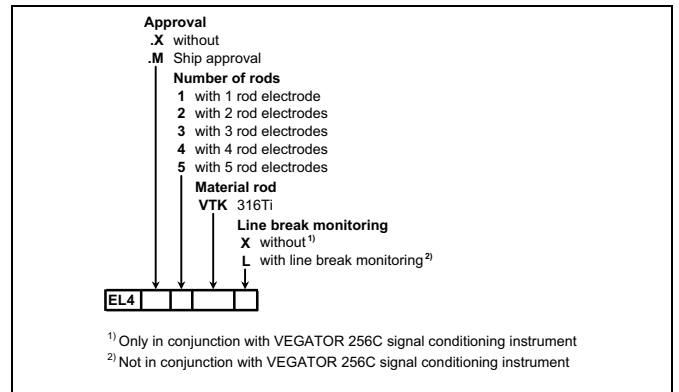 Approval
.X without
.M Ship approval
Number of rods
1 with 1 rod electrode
2 with 2 rod electrodes
3 with 3 rod electrodes
4 with 4 rod electrodes
5 with 5 rod electrodes
Material rod
VTK 316Ti
Line break monitoring
X without 1)
L with line break monitoring 2)
EL4
1) Only in conjunction with VEGATOR 256C signal conditioning instrument
2) Not in conjunction with VEGATOR 256C signal conditioning instrument